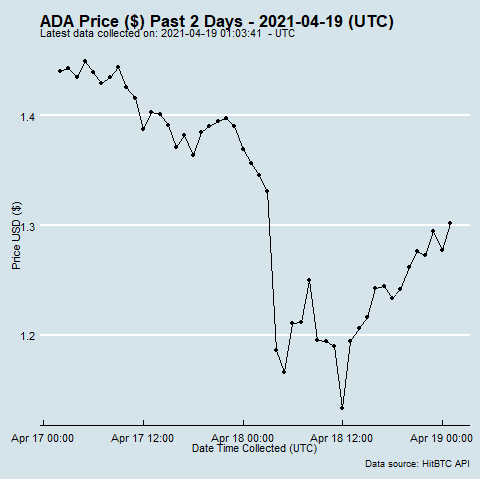 ADA Price ($) Past 2 Days - 2021-04-19 (UTC)
Latest data collected on: 2021-04-19 01:03:41 - UTC
1.4
1.3
1.2
Price USD ($)
Apr 17 00:00
Apr 17 12:00
Apr 18 00:00
Apr 18 12:00
Apr 19 00:00
Date Time Collected (UTC)
Data source: HitBTC API